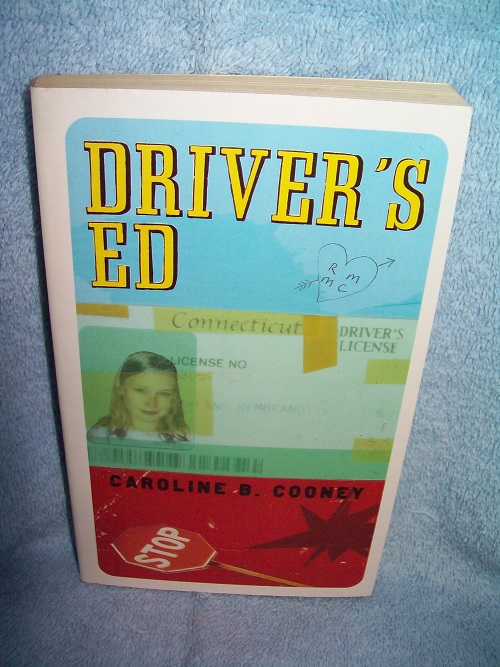 DRIVER'S
ED
R
M M
C
Connecticut
DRIVER'S
LICENSE
LICENSE NO
REMBRANDT
CAROLINE B. COONEY
STOP